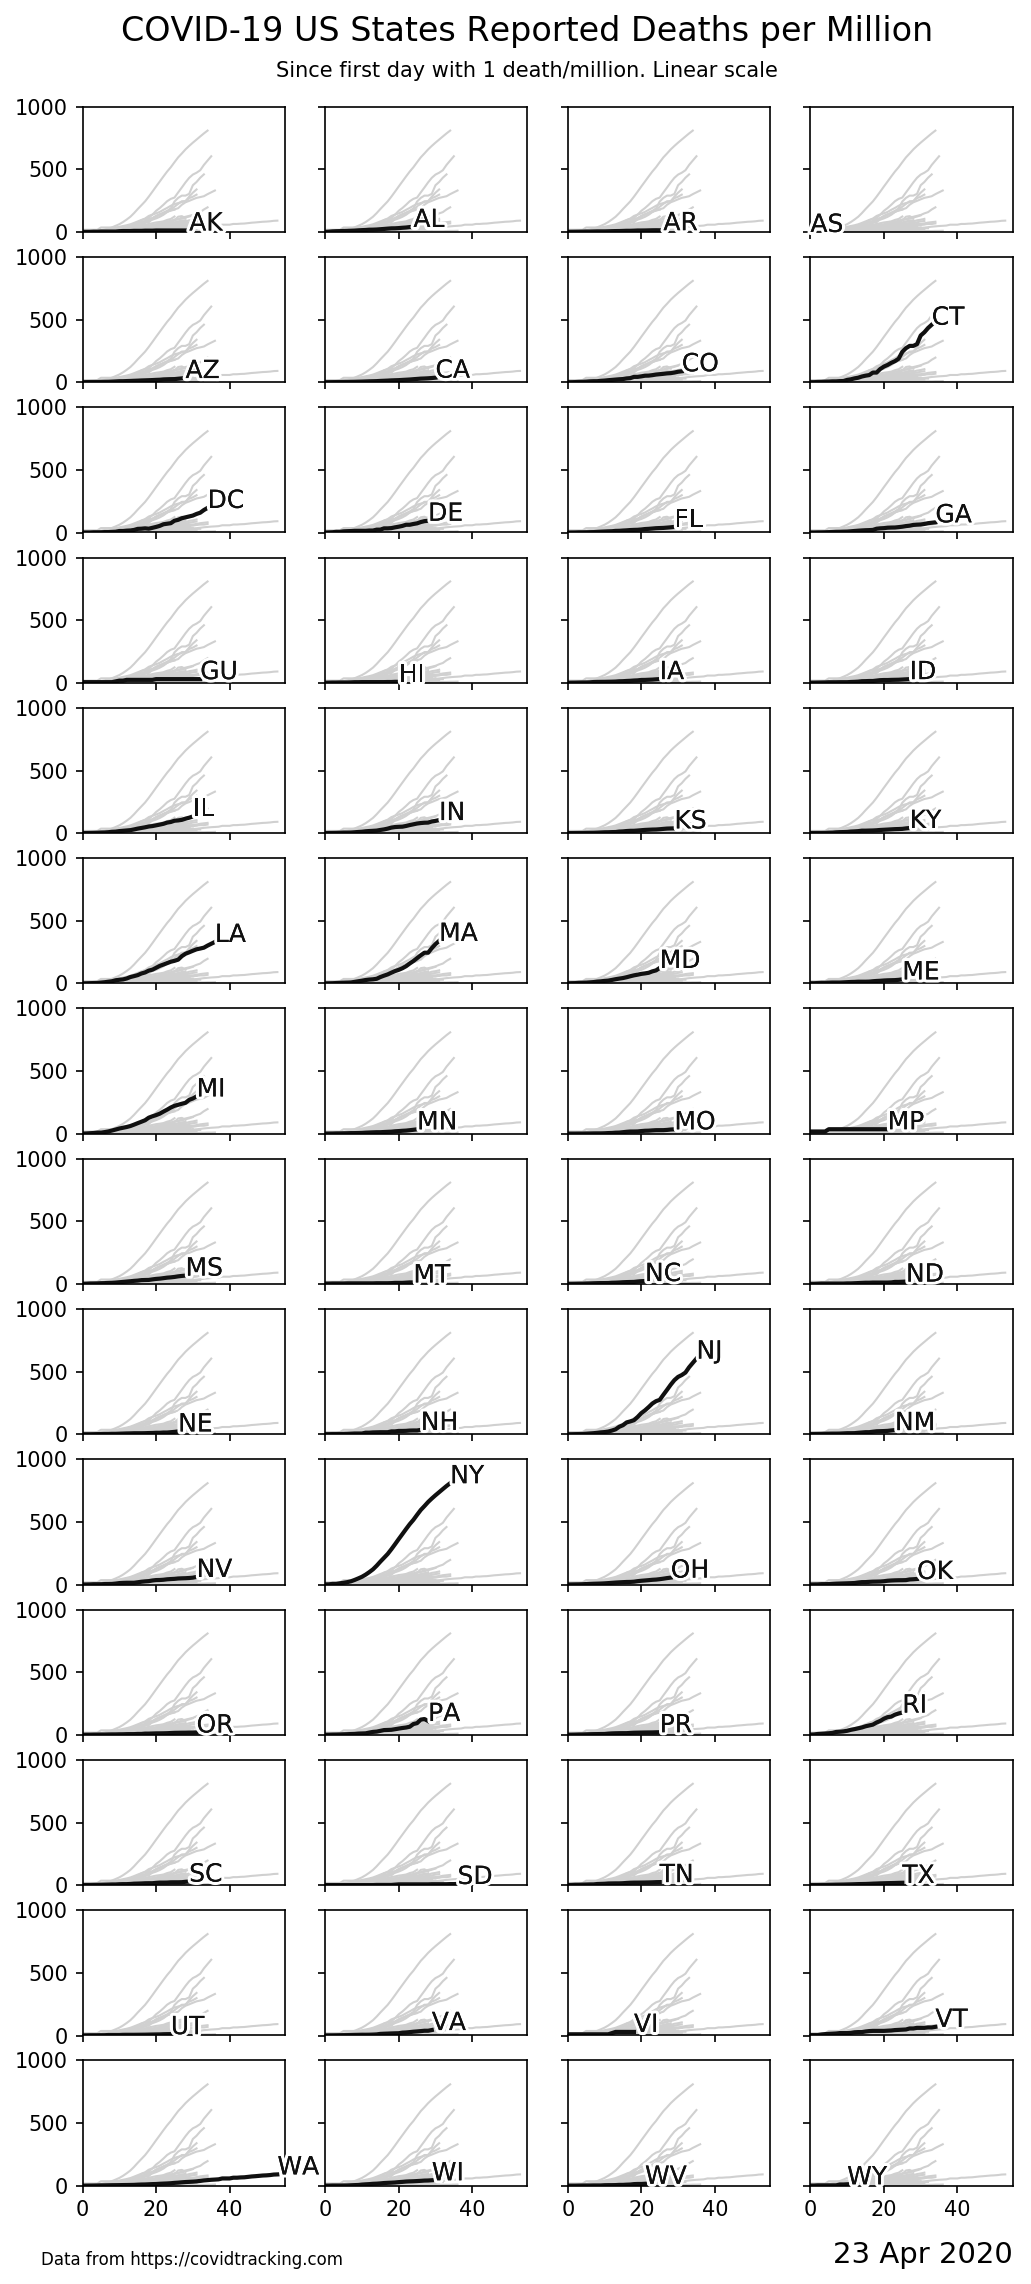 COVID-19 US States Reported Deaths per Million
Since first day with 1 death/million. Linear scale
1000
500
0
AK
AL
AR
AS
1000
500
0
AZ
CA
CO
CT
1000
500
0
DC
DE
FL
GA
1000
500
0
GU
HI
IA
ID
1000
500
0
IL
IN
KS
KY
1000
500
0
LA
MA
MD
ME
1000
500
0
MI
MN
MO
MP
1000
500
0
MS
MT
NC
ND
1000
500
0
NE
NH
NJ
NM
1000
500
0
NV
NY
OH
OK
1000
500
0
OR
PA
PR
RI
1000
500
0
SC
SD
TN
TX
1000
500
0
UT
VA
VI
VT
1000
500
0
WA
WI
WV
WY
0 20 40 0 20 40 0 20 40 0 20 40
Data from https://covidtracking.com
23 Apr 2020